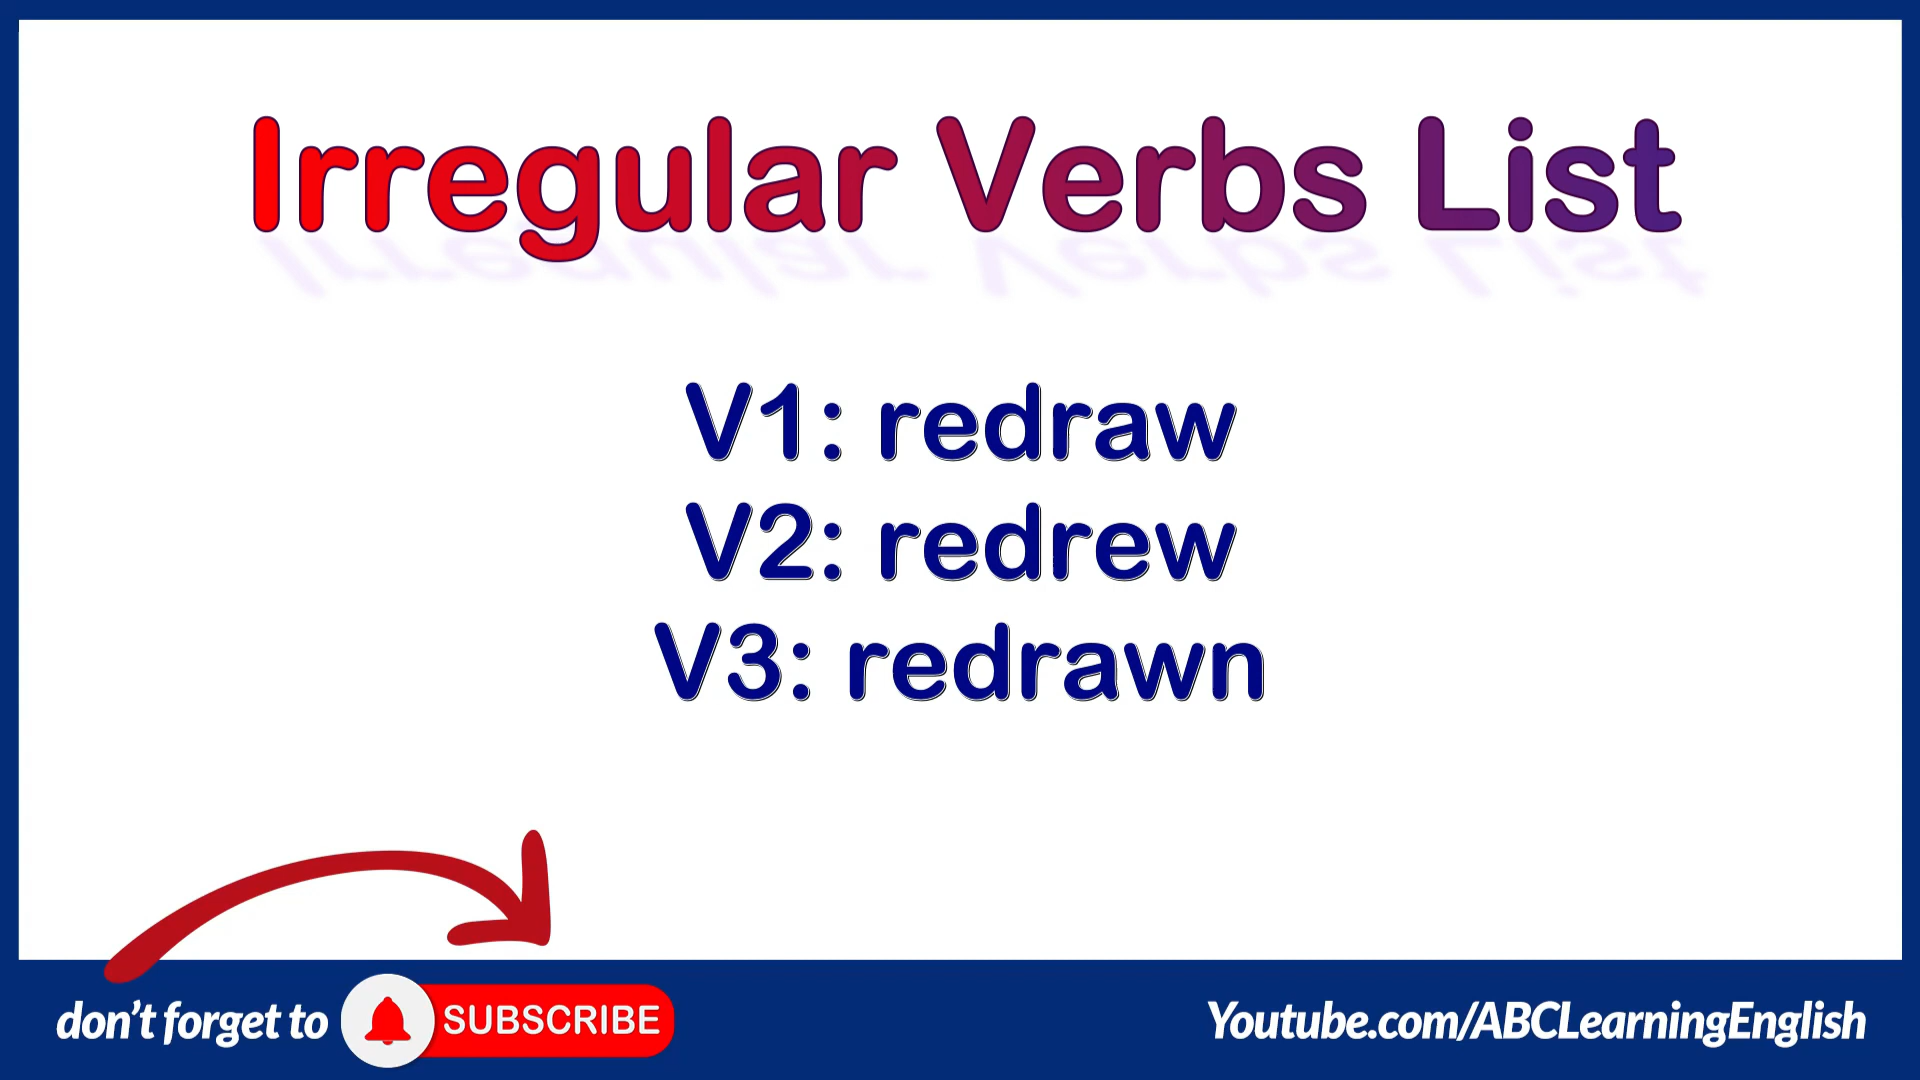 Irregular Verbs List
V1: redraw
V2: redrew
V3: redrawn
don't forget to SUBSCRIBE
Youtube.com/ABCLearningEnglish